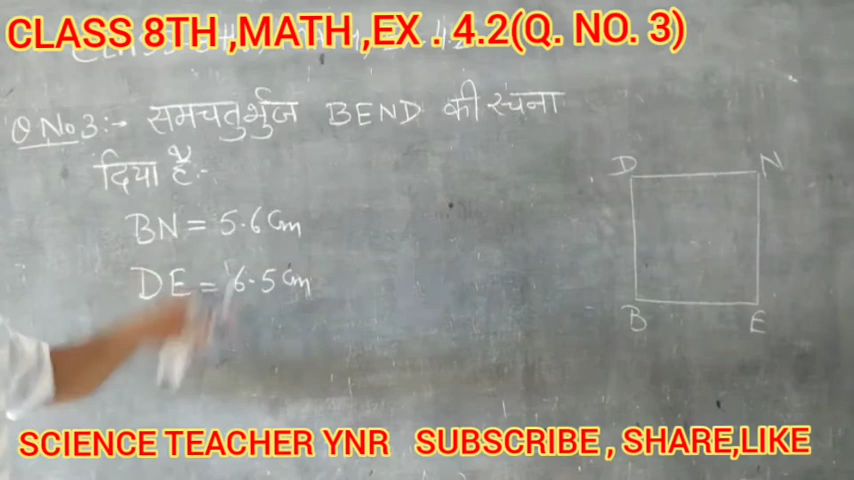 CLASS 8TH ,MATH ,EX . 4.2(Q. NO. 3)
Q No 3:- समचतुर्भुज BEND की रचना
दिया है:-
BN = 5.6 Cm
DE = 6.5 cm
D N
B E
SCIENCE TEACHER YNR SUBSCRIBE , SHARE,LIKE